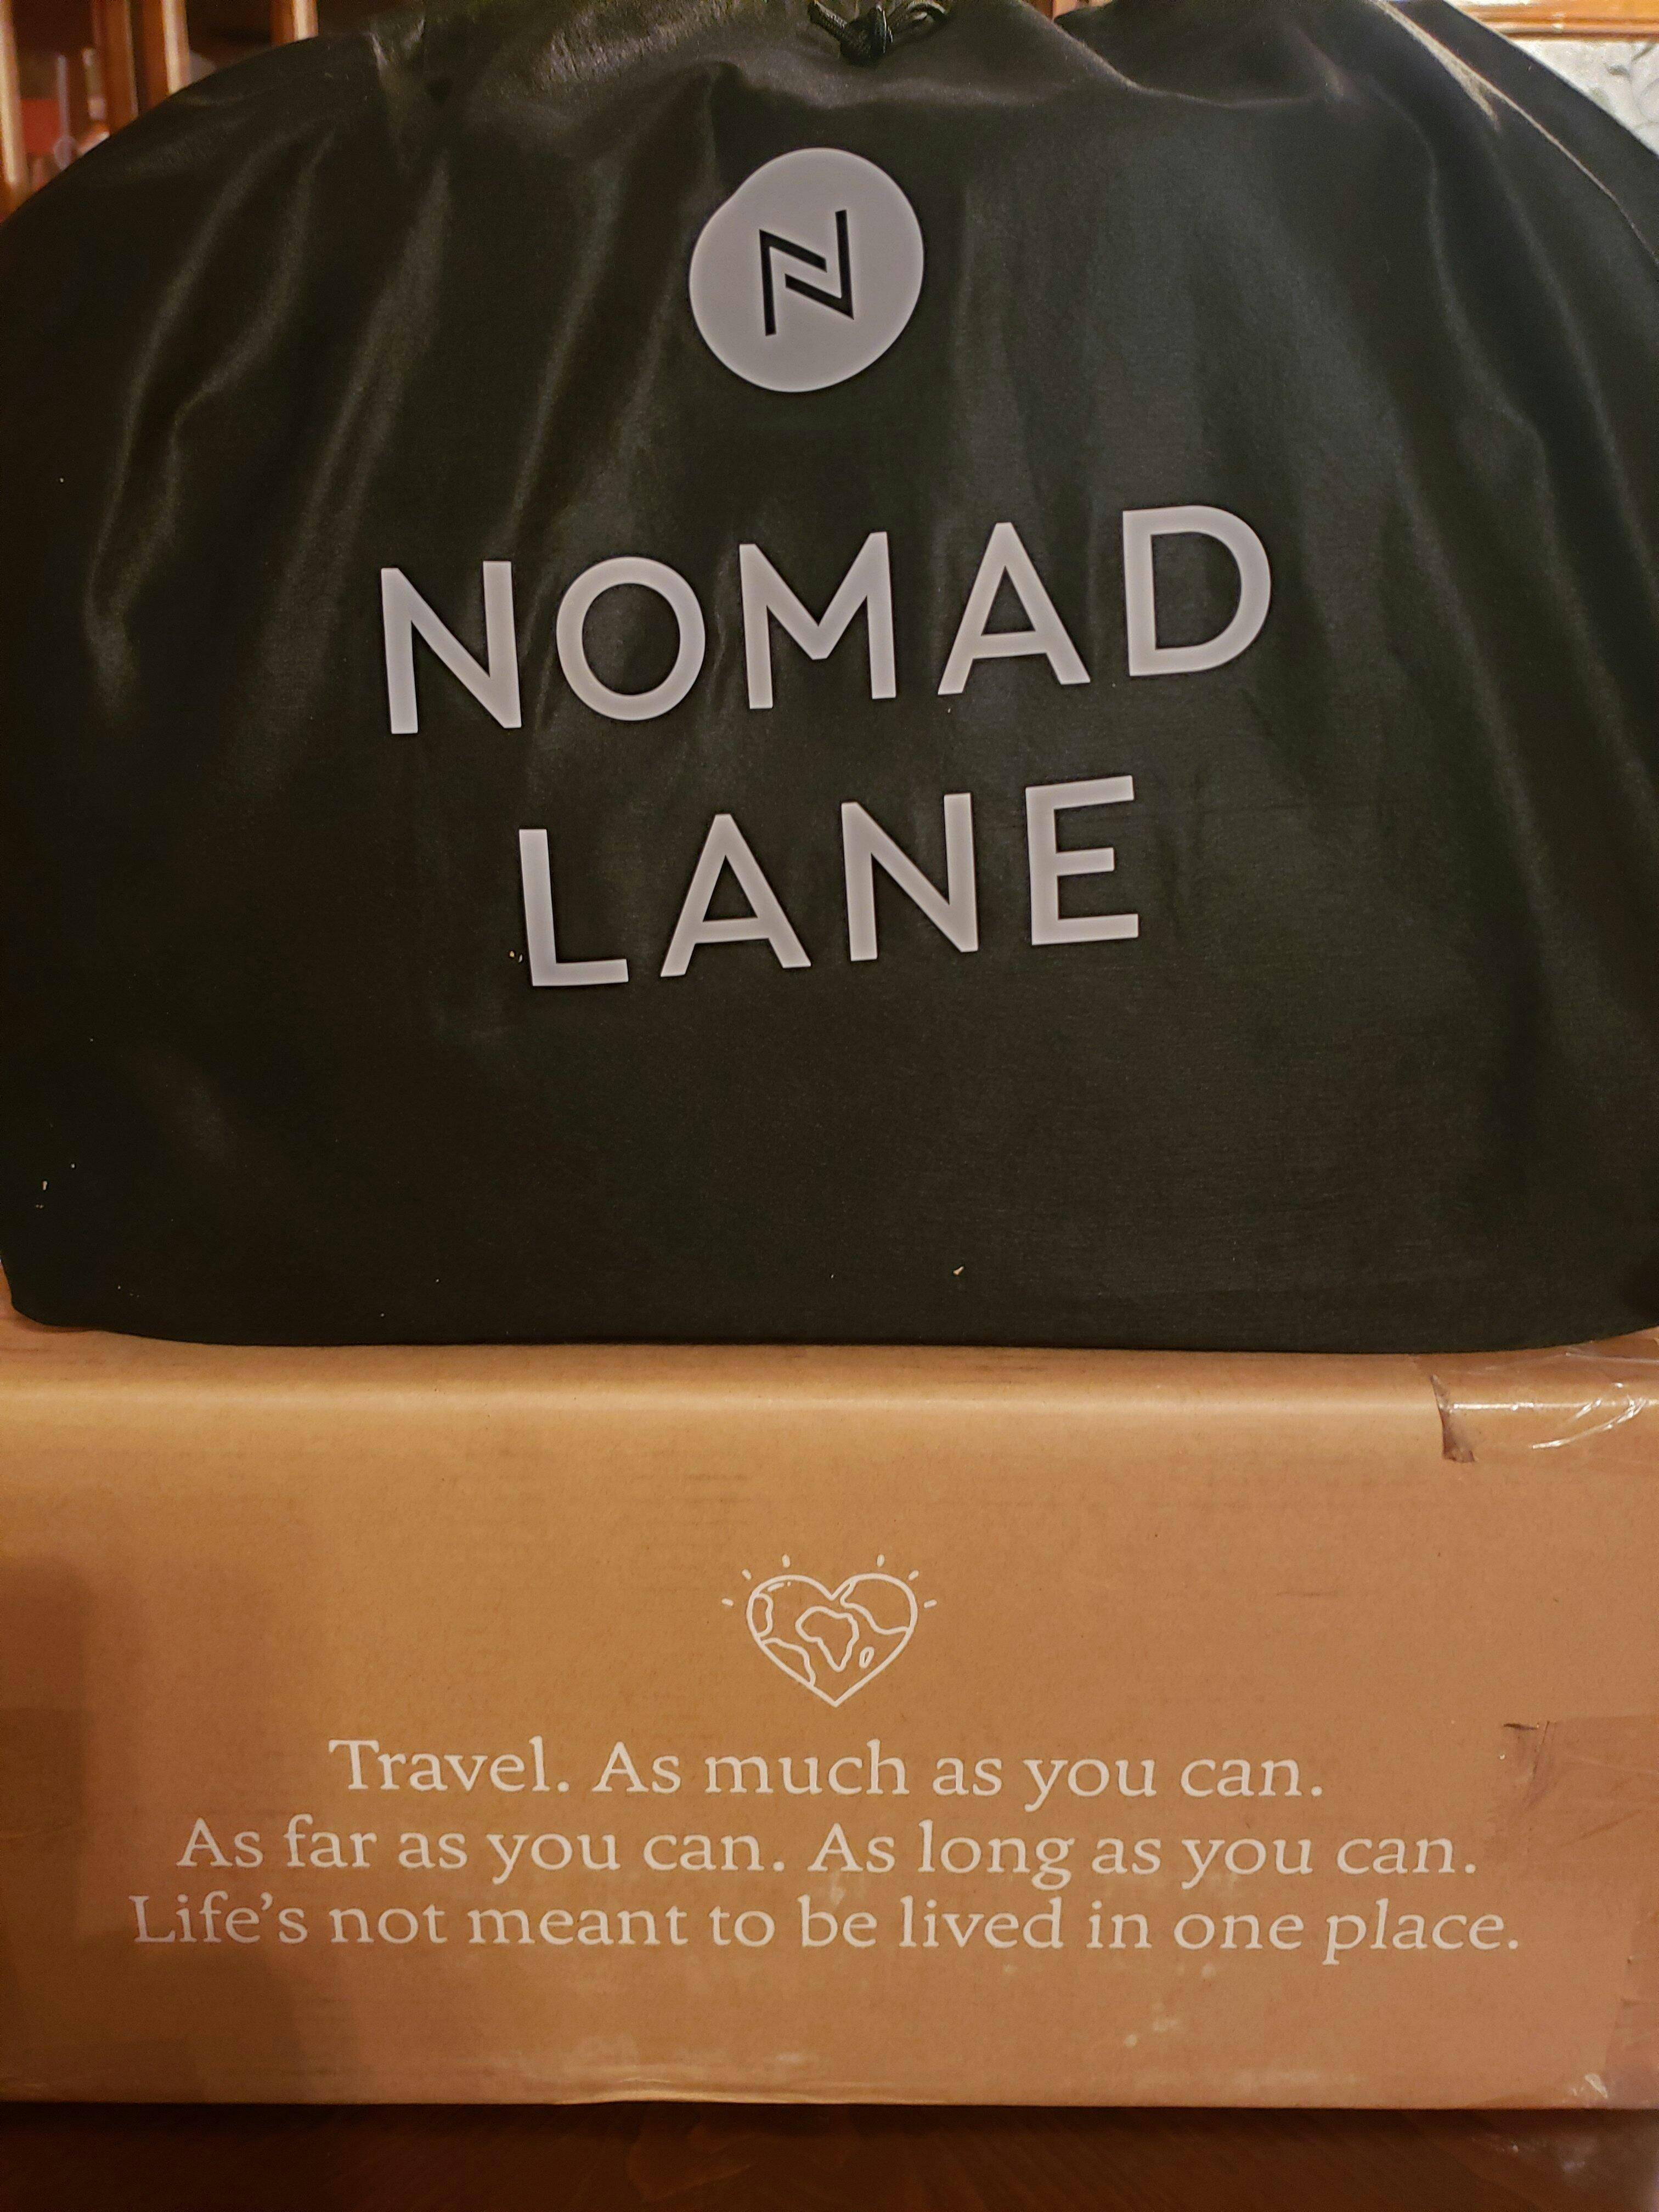 N
NOMAD
LANE
Travel. As much as you can.
As far as you can. As long as you can.
Life's not meant to be lived in one place.